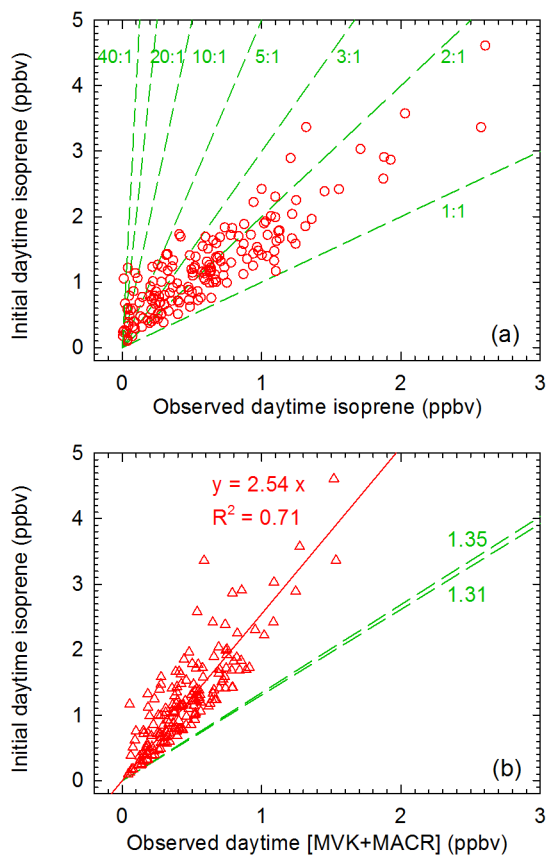 5
4
3
2
1
0
Initial daytime isoprene (ppbv)
40:1 20:1 10:1 5:1 3:1 2:1
1:1
(a)
0 1 2 3
Observed daytime isoprene (ppbv)
5
4
3
2
1
0
Initial daytime isoprene (ppbv)
y = 2.54 x
R² = 0.71
1.35
1.31
(b)
0 1 2 3
Observed daytime [MVK+MACR] (ppbv)